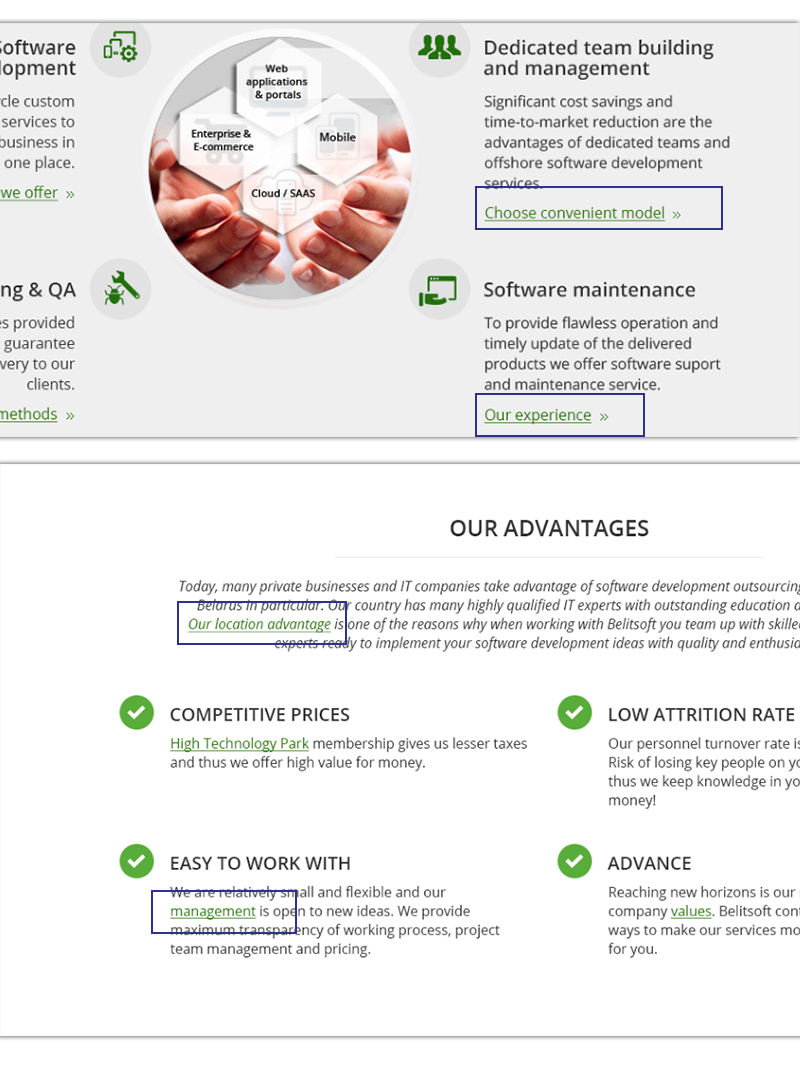 Software
lopment
cle custom
services to
business in
one place.
we offer »
Web
applications
& portals
Enterprise &
E-commerce
Mobile
Cloud / SAAS
Dedicated team building
and management
Significant cost savings and
time-to-market reduction are the
advantages of dedicated teams and
offshore software development
services.
Choose convenient model »
ng & QA
es provided
guarantee
very to our
clients.
methods »
Software maintenance
To provide flawless operation and
timely update of the delivered
products we offer software suport
and maintenance service.
Our experience »
OUR ADVANTAGES
Today, many private businesses and IT companies take advantage of software development outsourcing
Belarus in particular. Our country has many highly qualified IT experts with outstanding education a
Our location advantage is one of the reasons why when working with Belitsoft you team up with skille
experts ready to implement your software development ideas with quality and enthusia
COMPETITIVE PRICES
High Technology Park membership gives us lesser taxes
and thus we offer high value for money.
LOW ATTRITION RATE
Our personnel turnover rate is
Risk of losing key people on yo
thus we keep knowledge in yo
money!
EASY TO WORK WITH
We are relatively small and flexible and our
management is open to new ideas. We provide
maximum transparency of working process, project
team management and pricing.
ADVANCE
Reaching new horizons is our
company values. Belitsoft cont
ways to make our services mo
for you.